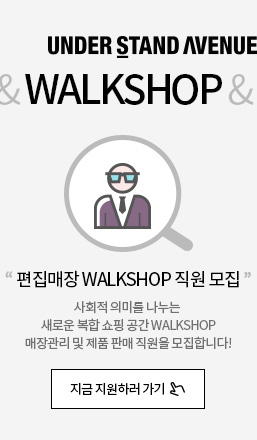 UNDER STAND AVENUE
& WALKSHOP &
“ 편집매장 WALKSHOP 직원 모집 ”
사회적 의미를 나누는
새로운 복합 쇼핑 공간 WALKSHOP
매장관리 및 제품 판매 직원을 모집합니다!
지금 지원하러 가기